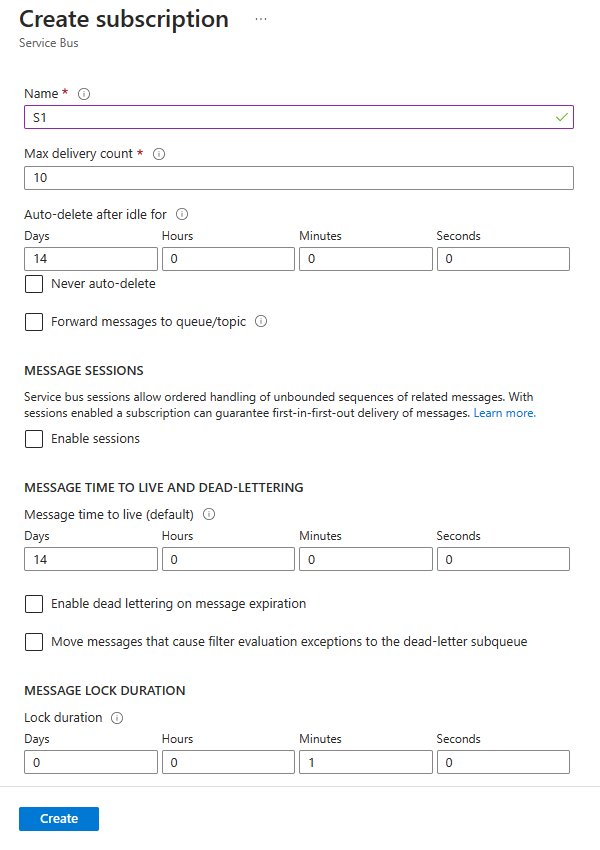 Create subscription ...
Service Bus
Name *
S1
Max delivery count *
10
Auto-delete after idle for
Days Hours Minutes Seconds
14 0 0 0
Never auto-delete
Forward messages to queue/topic
MESSAGE SESSIONS
Service bus sessions allow ordered handling of unbounded sequences of related messages. With
sessions enabled a subscription can guarantee first-in-first-out delivery of messages. Learn more.
Enable sessions
MESSAGE TIME TO LIVE AND DEAD-LETTERING
Message time to live (default)
Days Hours Minutes Seconds
14 0 0 0
Enable dead lettering on message expiration
Move messages that cause filter evaluation exceptions to the dead-letter subqueue
MESSAGE LOCK DURATION
Lock duration
Days Hours Minutes Seconds
0 0 1 0
Create